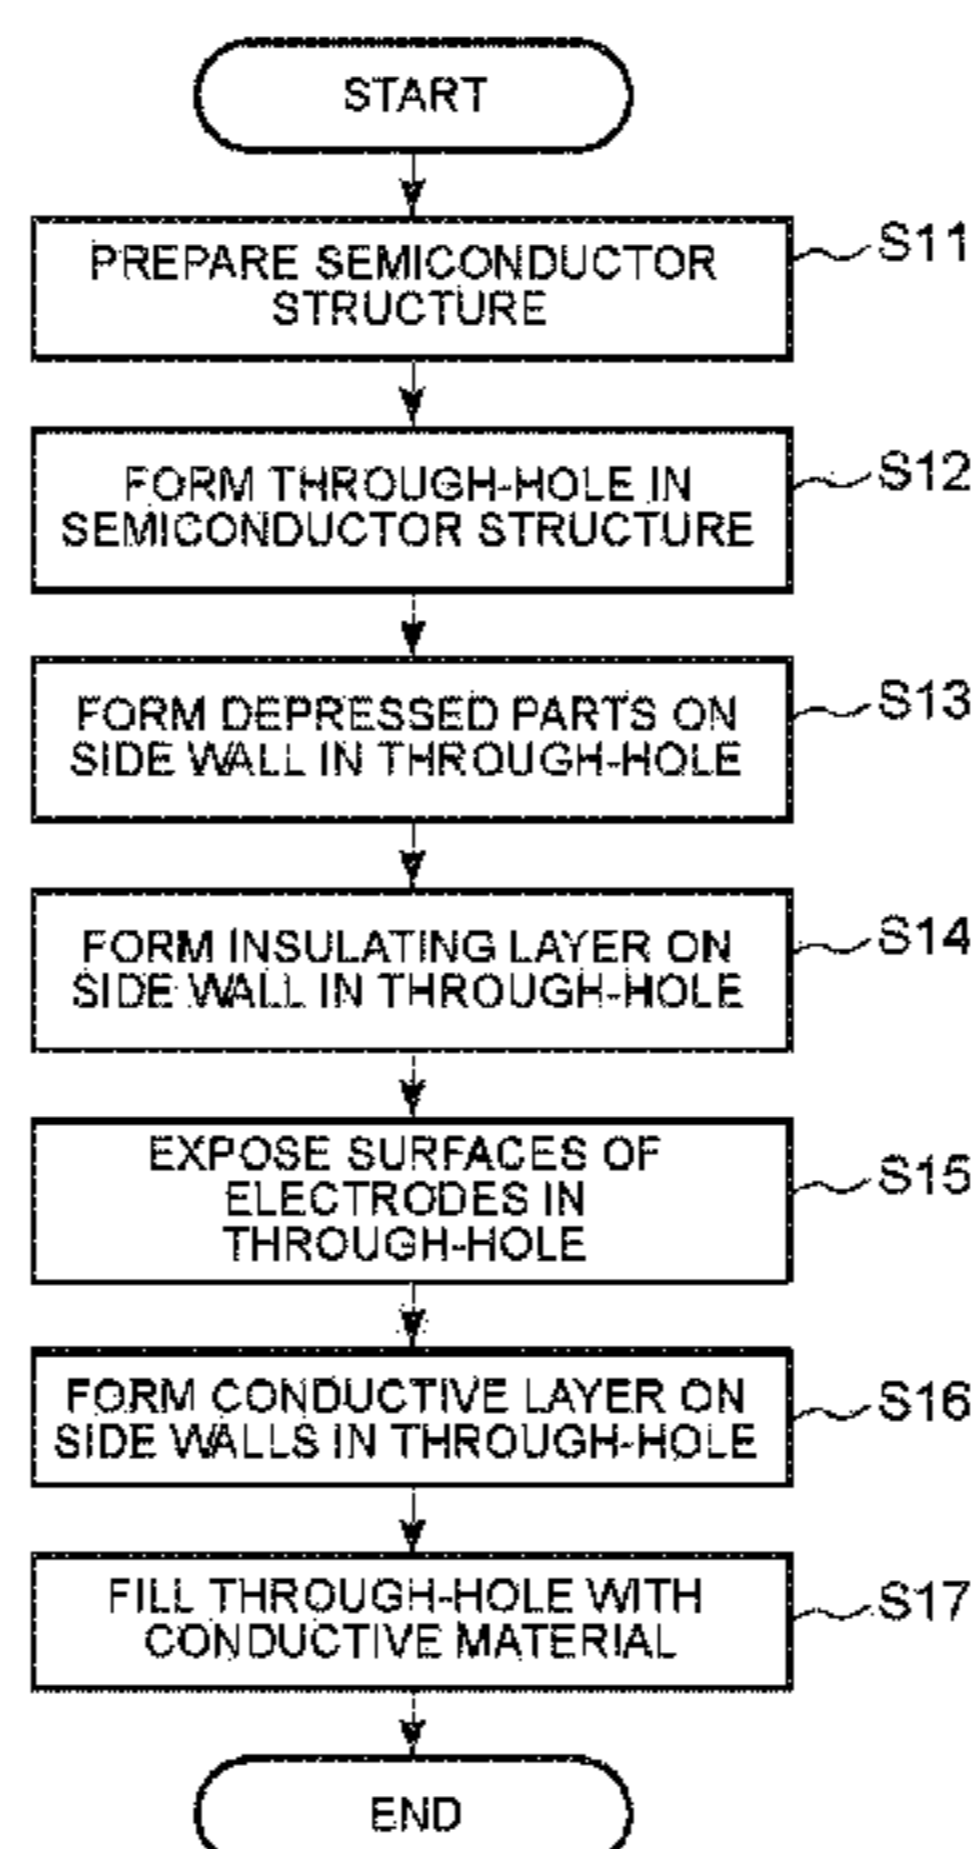 START
PREPARE SEMICONDUCTOR
STRUCTURE
S11
FORM THROUGH-HOLE IN
SEMICONDUCTOR STRUCTURE
S12
FORM DEPRESSED PARTS ON
SIDE WALL IN THROUGH-HOLE
S13
FORM INSULATING LAYER ON
SIDE WALL IN THROUGH-HOLE
S14
EXPOSE SURFACES OF
ELECTRODES IN
THROUGH-HOLE
S15
FORM CONDUCTIVE LAYER ON
SIDE WALLS IN THROUGH-HOLE
S16
FILL THROUGH-HOLE WITH
CONDUCTIVE MATERIAL
S17
END